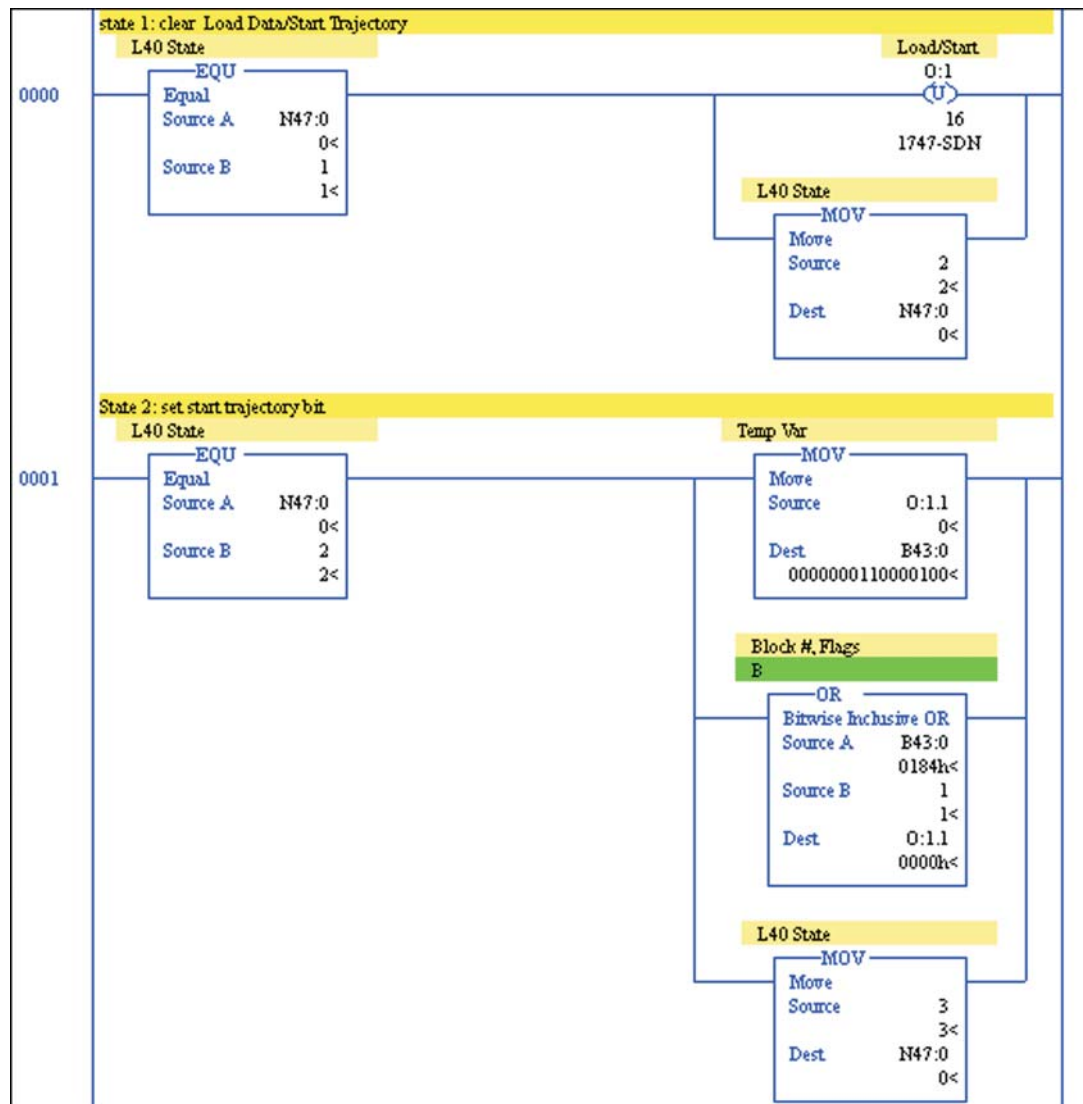 state 1: clear Load Data/Start Trajectory
L40 State
EQU
Equal
Source A N47:0
0<
Source B 1
1<
0000
Load/Start
O:1
(U)
16
1747-SDN
L40 State
MOV
Move
Source 2
2<
Dest N47:0
0<
State 2: set start trajectory bit
L40 State
EQU
Equal
Source A N47:0
0<
Source B 2
2<
0001
Temp Var
MOV
Move
Source O:1.1
0<
Dest B43:0
0000000110000100<
Block #, Flags
B
OR
Bitwise Inclusive OR
Source A B43:0
0184h<
Source B 1
1<
Dest O:1.1
0000h<
L40 State
MOV
Move
Source 3
3<
Dest N47:0
0<